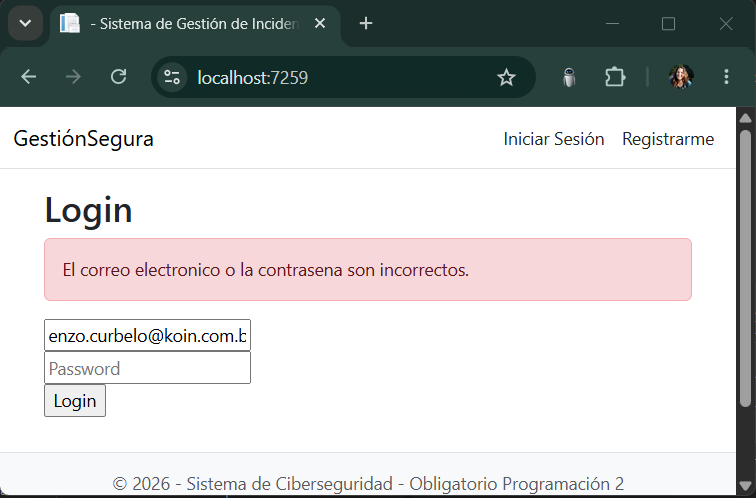 - Sistema de Gestión de Inciden
localhost:7259
GestiónSegura
Iniciar Sesión Registrarme
Login
El correo electronico o la contrasena son incorrectos.
enzo.curbelo@koin.com.b
Password
Login
© 2026 - Sistema de Ciberseguridad - Obligatorio Programación 2